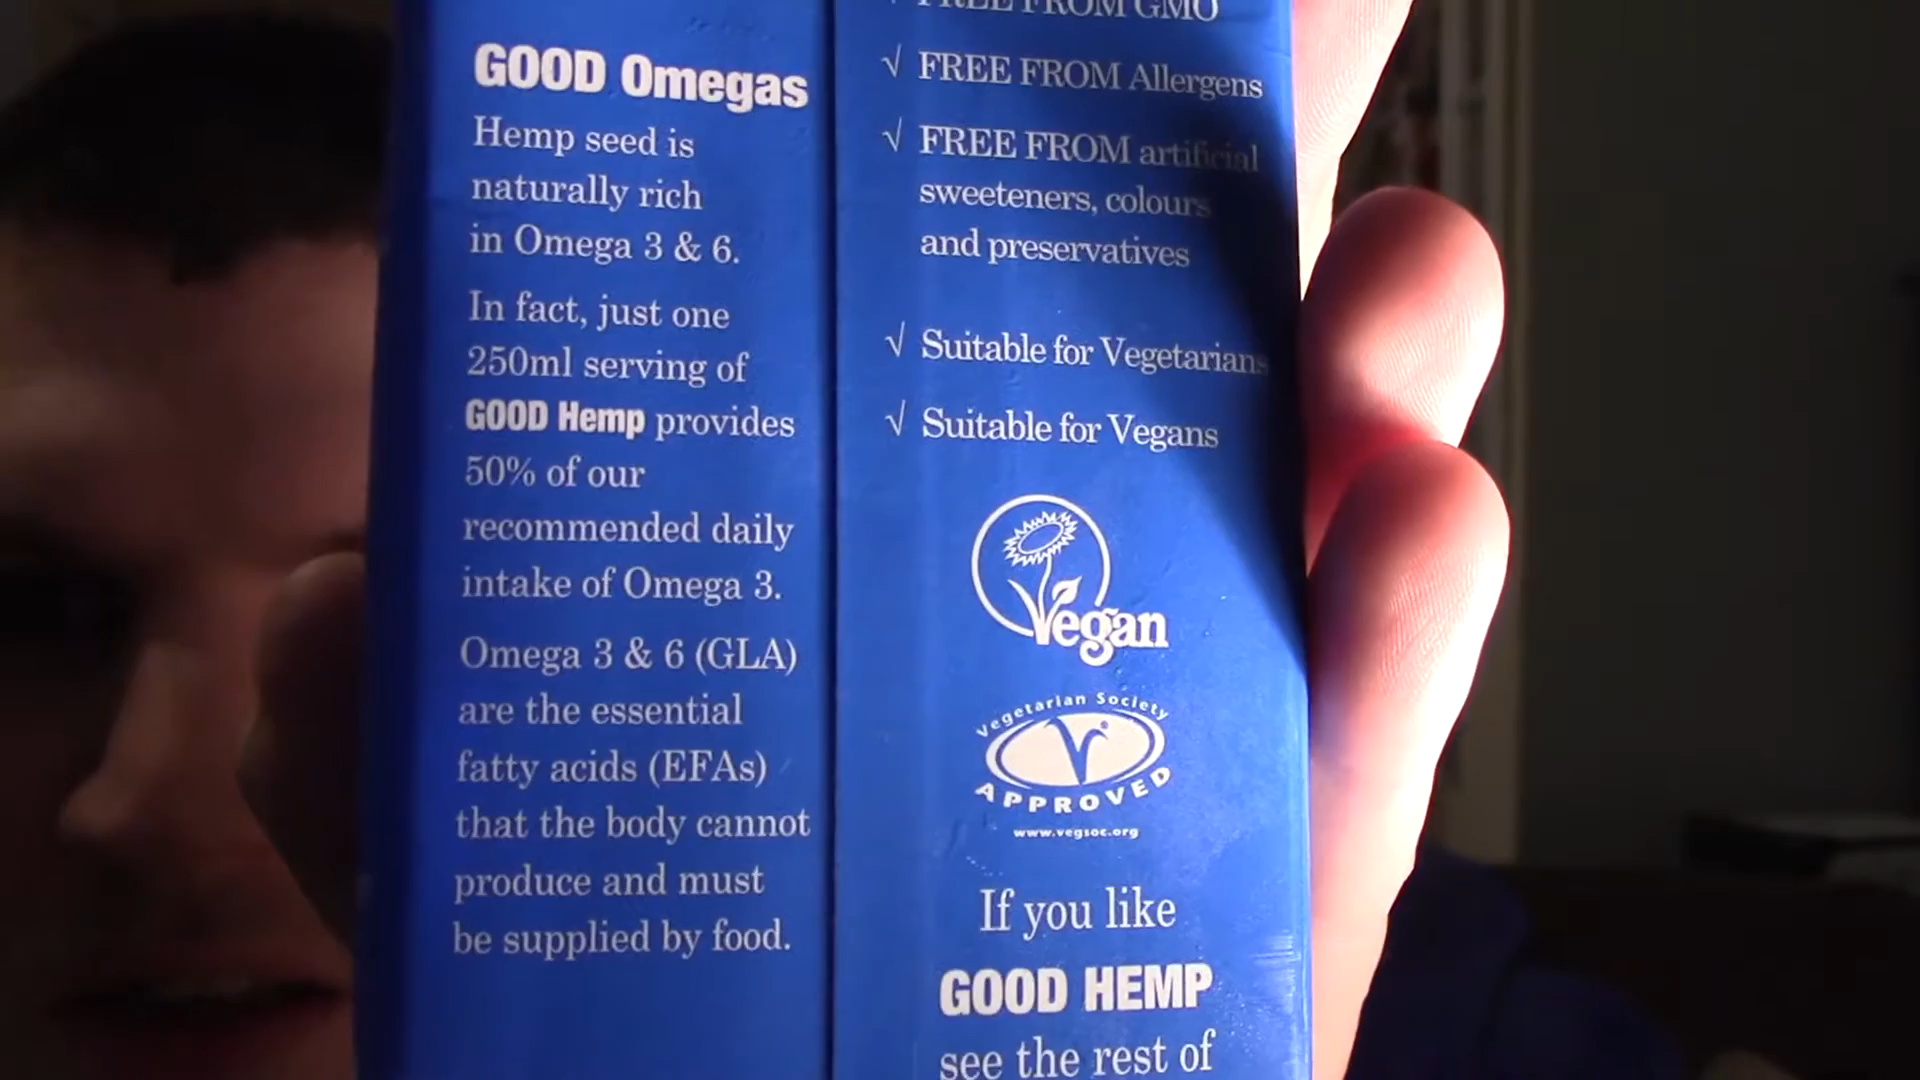 GOOD Omegas
Hemp seed is
naturally rich
in Omega 3 & 6.
In fact, just one
250ml serving of
GOOD Hemp provides
50% of our
recommended daily
intake of Omega 3.
Omega 3 & 6 (GLA)
are the essential
fatty acids (EFAs)
that the body cannot
produce and must
be supplied by food.
FREE FROM GMO
√ FREE FROM Allergens
√ FREE FROM artificial
sweeteners, colours
and preservatives
√ Suitable for Vegetarians
√ Suitable for Vegans
Vegan
Vegetarian Society
APPROVED
www.vegsoc.org
If you like
GOOD HEMP
see the rest of